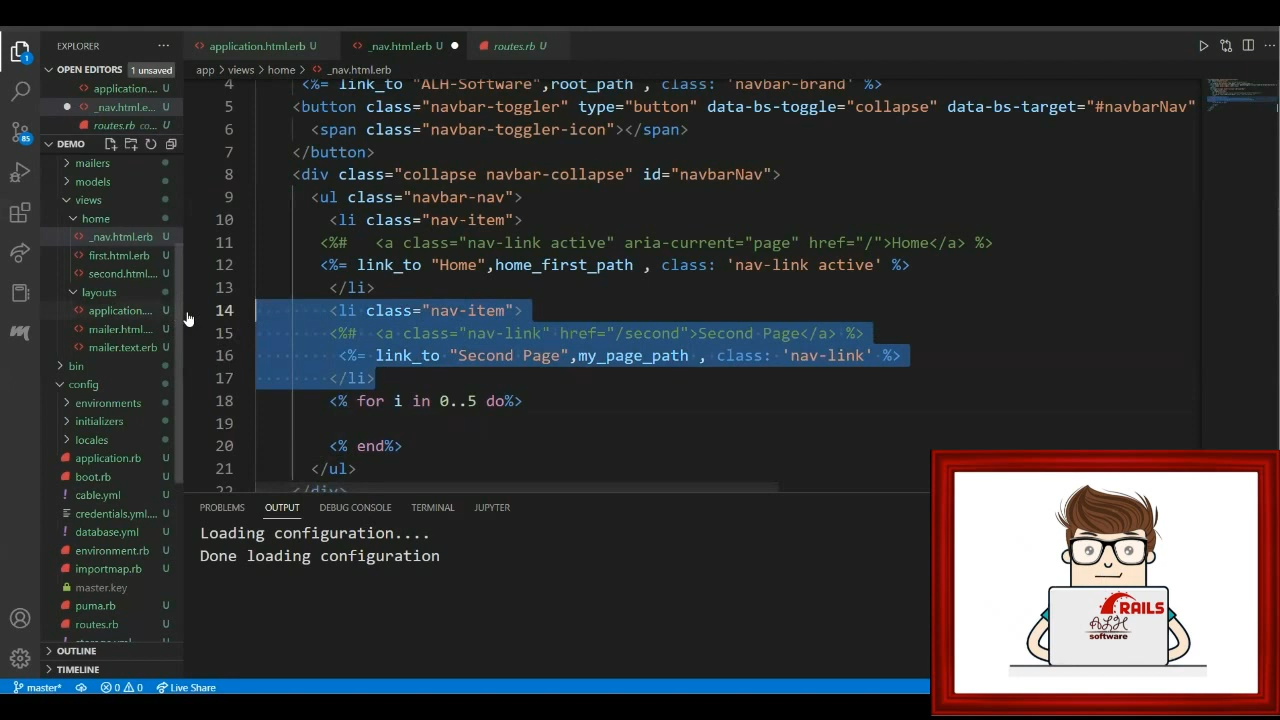 EXPLORER
application.html.erb U
_nav.html.erb U
routes.rb U
OPEN EDITORS
1 unsaved
application....
U
_nav.html.e...
U
routes.rb co...
U
app > views > home > _nav.html.erb
DEMO
mailers
models
views
home
_nav.html.erb U
first.html.erb U
second.html.... U
layouts
application.... U
mailer.html.... U
mailer.text.erb U
bin
config
environments
initializers
locales
application.rb U
boot.rb U
cable.yml U
credentials.yml.... U
database.yml U
environment.rb U
importmap.rb U
master.key
puma.rb U
routes.rb U
OUTLINE
TIMELINE
4 <%= link_to "ALH-Software",root_path , class: 'navbar-brand' %>
5 <button class="navbar-toggler" type="button" data-bs-toggle="collapse" data-bs-target="#navbarNav"
6 <span class="navbar-toggler-icon"></span>
7 </button>
8 <div class="collapse navbar-collapse" id="navbarNav">
9 <ul class="navbar-nav">
10 <li class="nav-item">
11 <%# <a class="nav-link active" aria-current="page" href="/">Home</a> %>
12 <%= link_to "Home",home_first_path , class: 'nav-link active' %>
13 </li>
14 <li class="nav-item">
15 <%# <a class="nav-link" href="/second">Second Page</a> %>
16 <%= link_to "Second Page",my_page_path , class: 'nav-link' %>
17 </li>
18 <% for i in 0..5 do%>
19
20 <% end%>
21 </ul>
22 </div>
PROBLEMS OUTPUT DEBUG CONSOLE TERMINAL JUPYTER
Loading configuration....
Done loading configuration
RAILS
ALH
software
master*
0 0
Live Share
1
85